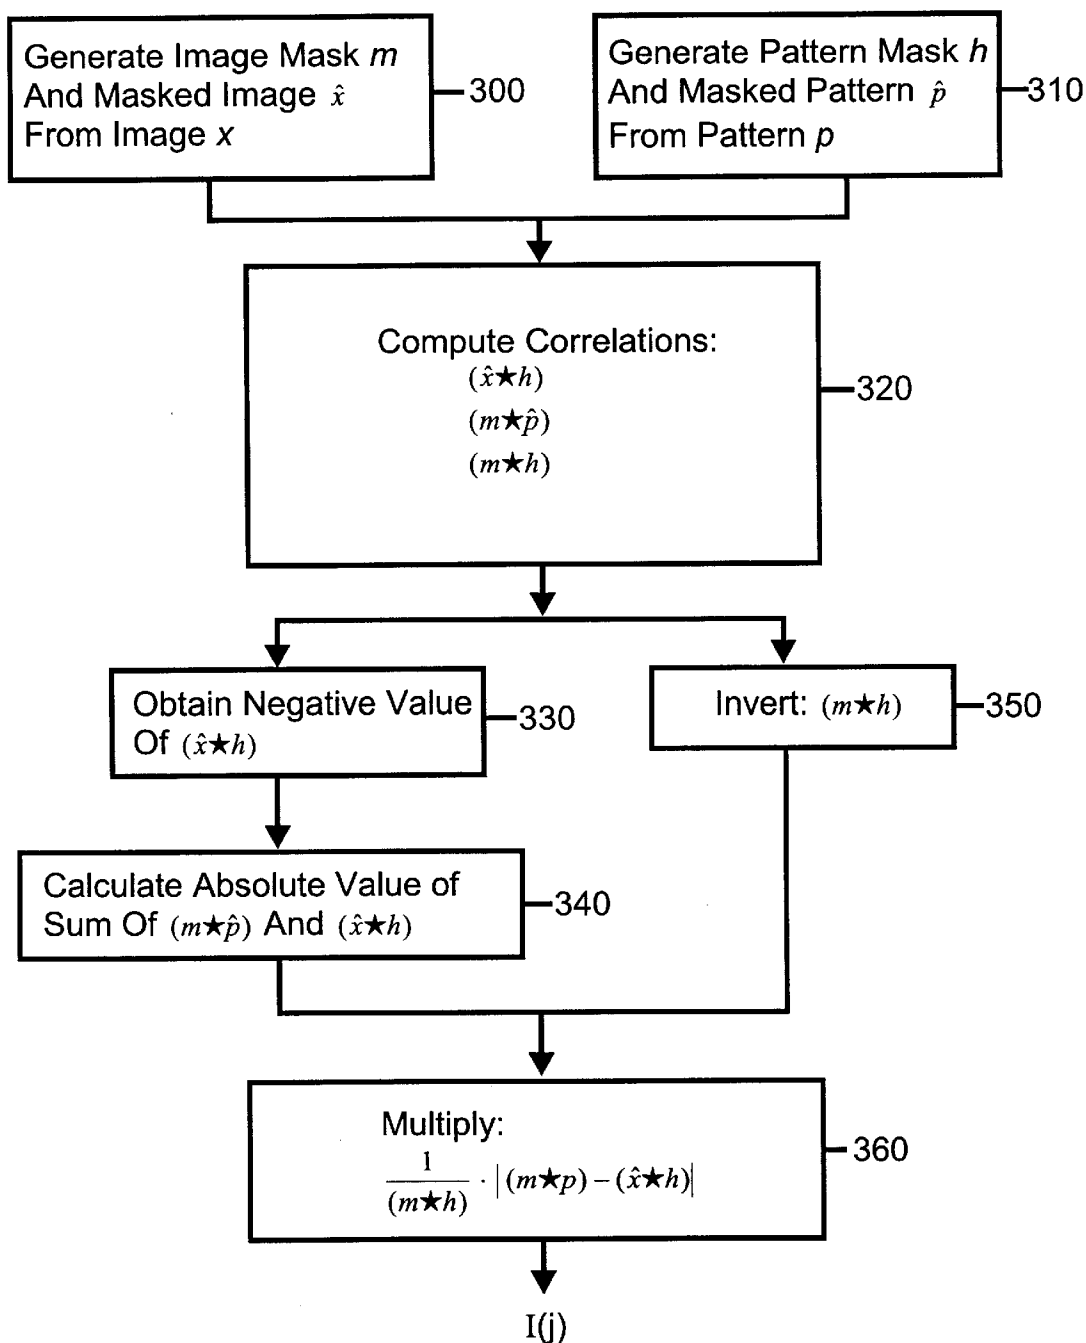 Generate Image Mask m
And Masked Image x̂
From Image x
300
Generate Pattern Mask h
And Masked Pattern p̂
From Pattern p
310
Compute Correlations:
(x̂★h)
(m★p̂)
(m★h)
320
Obtain Negative Value
Of (x̂★h)
330
Invert: (m★h)
350
Calculate Absolute Value of
Sum Of (m★p̂) And (x̂★h)
340
Multiply:
1
(m★h) · |(m★p) – (x̂★h)|
360
I(j)